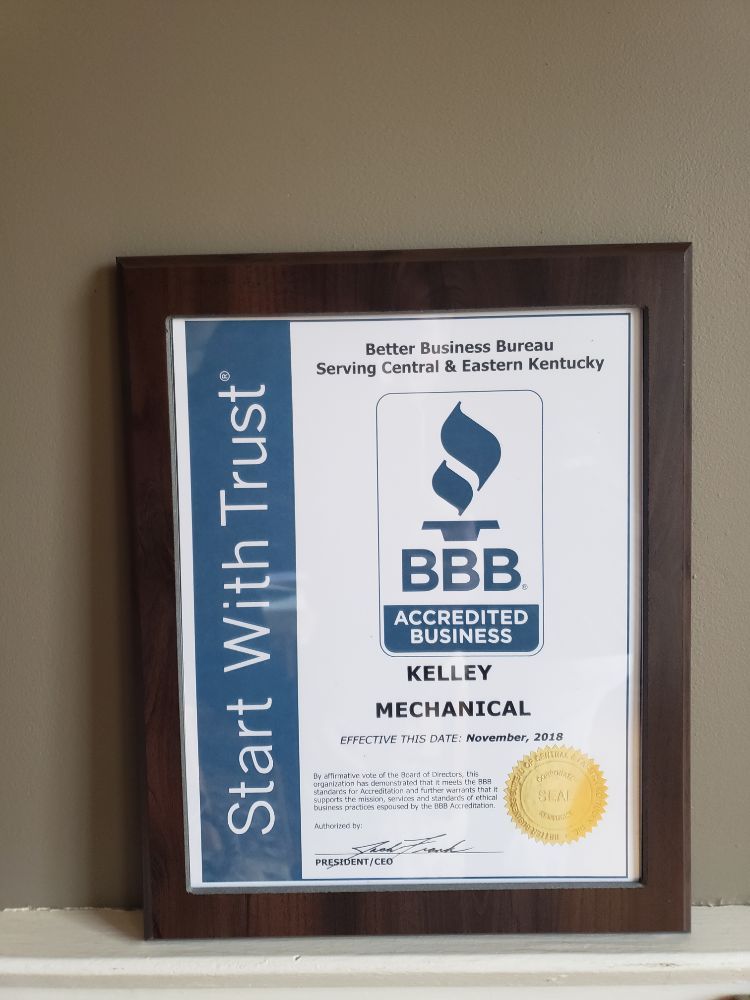 Start With Trust®
Better Business Bureau
Serving Central & Eastern Kentucky
BBB®
ACCREDITED
BUSINESS
KELLEY
MECHANICAL
EFFECTIVE THIS DATE: November, 2018
By affirmative vote of the Board of Directors, this
organization has demonstrated that it meets the BBB
standards for Accreditation and further warrants that it
supports the mission, services and standards of ethical
business practices espoused by the BBB Accreditation.
Authorized by:
PRESIDENT/CEO
CORPORATE
SEAL
KENTUCKY